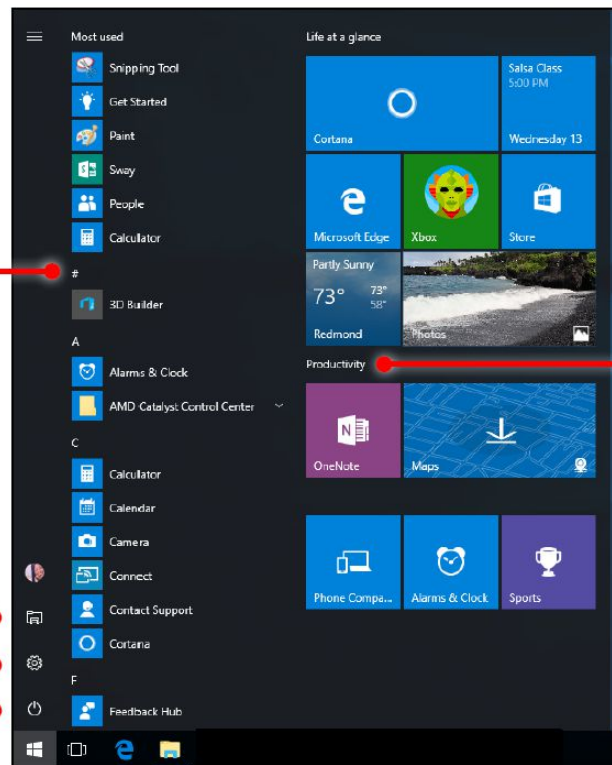 Most used
Snipping Tool
Get Started
Paint
Sway
People
Calculator
#
3D Builder
A
Alarms & Clock
AMD Catalyst Control Center
C
Calculator
Calendar
Camera
Connect
Contact Support
Cortana
F
Feedback Hub
Life at a glance
Cortana
Salsa Class
5:00 PM
Wednesday 13
Microsoft Edge
Xbox
Store
Partly Sunny
73° 73°
58°
Redmond
Photos
Productivity
N
OneNote
Maps
Phone Compa...
Alarms & Clock
Sports